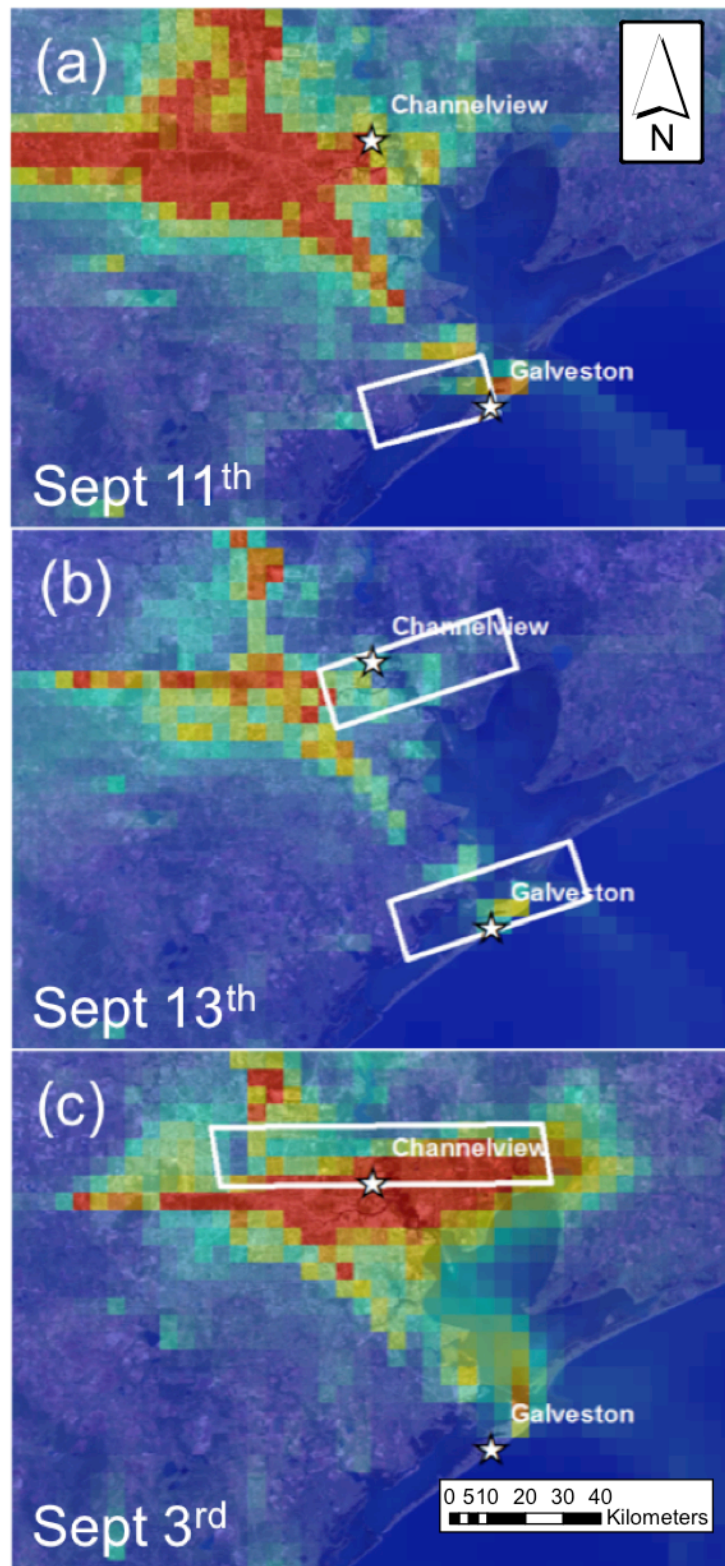 (a)
Channelview
N
Galveston
Sept 11th
(b)
Channelview
Galveston
Sept 13th
(c)
Channelview
Galveston
0 5 10 20 30 40
Kilometers
Sept 3rd